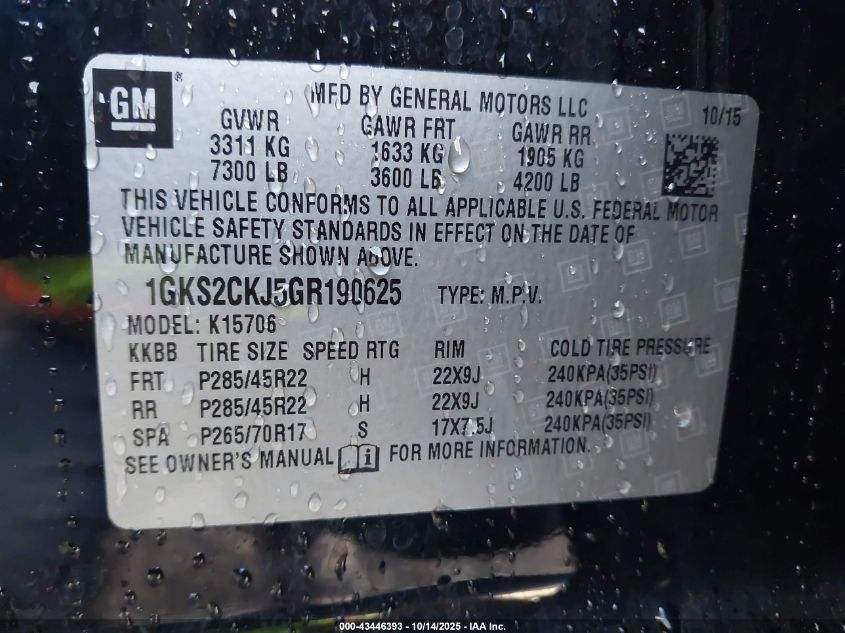 GM
®
MFD BY GENERAL MOTORS LLC
10/15
GVWR GAWR FRT GAWR RR
3311 KG 1633 KG 1905 KG
7300 LB 3600 LB 4200 LB
THIS VEHICLE CONFORMS TO ALL APPLICABLE U.S. FEDERAL MOTOR
VEHICLE SAFETY STANDARDS IN EFFECT ON THE DATE OF
MANUFACTURE SHOWN ABOVE.
1GKS2CKJ5GR190625 TYPE: M.P.V.
MODEL: K15706
KKBB TIRE SIZE SPEED RTG RIM COLD TIRE PRESSURE
FRT P285/45R22 H 22X9J 240KPA(35PSI)
RR P285/45R22 H 22X9J 240KPA(35PSI)
SPA P265/70R17 S 17X7.5J 240KPA(35PSI)
SEE OWNER'S MANUAL i FOR MORE INFORMATION.
000-43446393 - 10/14/2025 - IAA Inc.